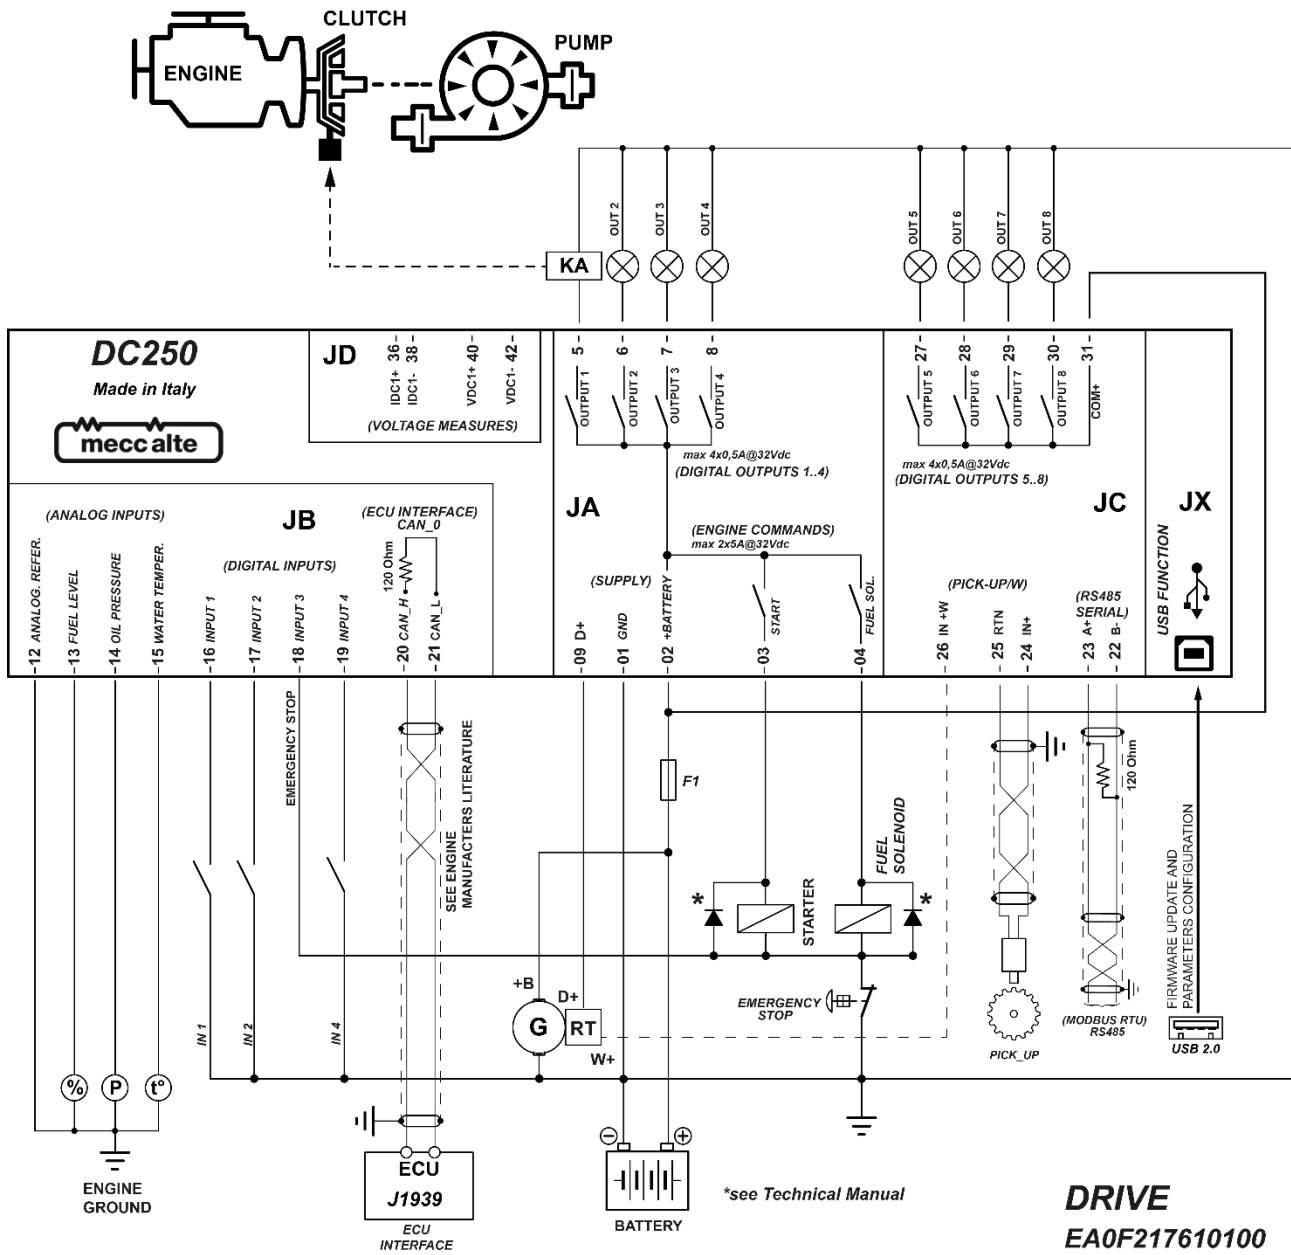 CLUTCH
PUMP
ENGINE
OUT 2
OUT 3
OUT 4
OUT 5
OUT 6
OUT 7
OUT 8
KA
DC250
Made in Italy
meccalte
JD
IDC1+ 36
IDC1- 38
VDC1+ 40
VDC1- 42
(VOLTAGE MEASURES)
5
6
7
8
OUTPUT 1
OUTPUT 2
OUTPUT 3
OUTPUT 4
max 4x0,5A@32Vdc
(DIGITAL OUTPUTS 1..4)
27
28
29
30
31
OUTPUT 5
OUTPUT 6
OUTPUT 7
OUTPUT 8
COM+
max 4x0,5A@32Vdc
(DIGITAL OUTPUTS 5..8)
JB
(ANALOG INPUTS)
(ECU INTERFACE)
CAN_0
(DIGITAL INPUTS)
120 Ohm
12 ANALOG. REFER.
13 FUEL LEVEL
14 OIL PRESSURE
15 WATER TEMPER.
16 INPUT 1
17 INPUT 2
18 INPUT 3
19 INPUT 4
20 CAN_H
21 CAN_L
JA
(ENGINE COMMANDS)
max 2x5A@32Vdc
(SUPPLY)
09 D+
01 GND
02 +BATTERY
03 START
04 FUEL SOL.
JC
(PICK-UP/W)
26 IN +W
25 RTN
24 IN+
(RS485
SERIAL)
23 A+
22 B-
JX
USB FUNCTION
EMERGENCY STOP
SEE ENGINE
MANUFACTERS LITERATURE
F1
FUEL
SOLENOID
STARTER
*
*
120 Ohm
FIRMWARE UPDATE AND
PARAMETERS CONFIGURATION
+B
D+
G
RT
W+
EMERGENCY
STOP
PICK_UP
(MODBUS RTU)
RS485
USB 2.0
IN 1
IN 2
IN 4
%
P
t°
ENGINE
GROUND
ECU
J1939
ECU
INTERFACE
−
+
BATTERY
*see Technical Manual
DRIVE
EA0F217610100